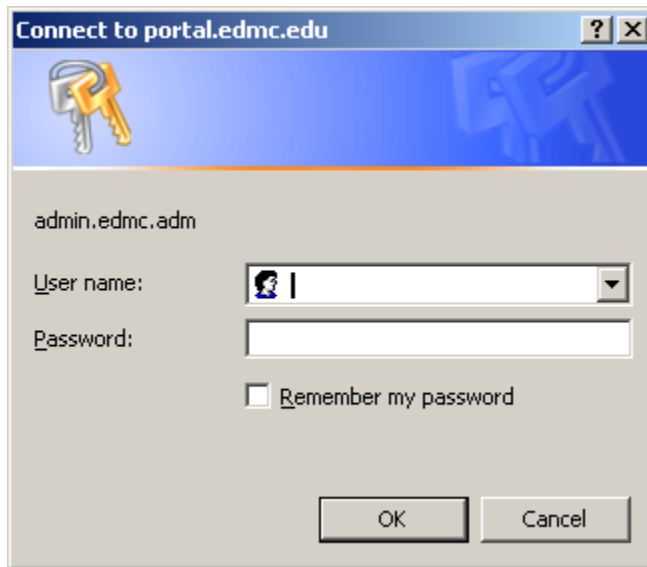 Connect to portal.edmc.edu
admin.edmc.adm
User name:
Password:
Remember my password
OK Cancel